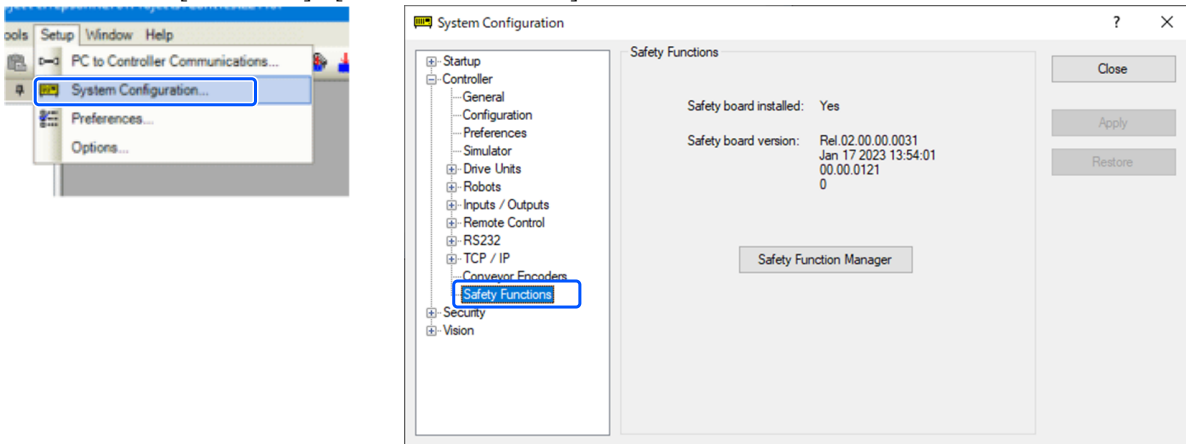 ools Setup Window Help
PC to Controller Communications...
System Configuration...
Preferences...
Options...
System Configuration
? 
Startup
Controller
General
Configuration
Preferences
Simulator
Drive Units
Robots
Inputs / Outputs
Remote Control
RS232
TCP / IP
Conveyor Encoders
Safety Functions
Security
Vision
Safety Functions
Safety board installed: Yes
Safety board version: Rel.02.00.00.0031
Jan 17 2023 13:54:01
00.00.0121
0
Safety Function Manager
Close
Apply
Restore